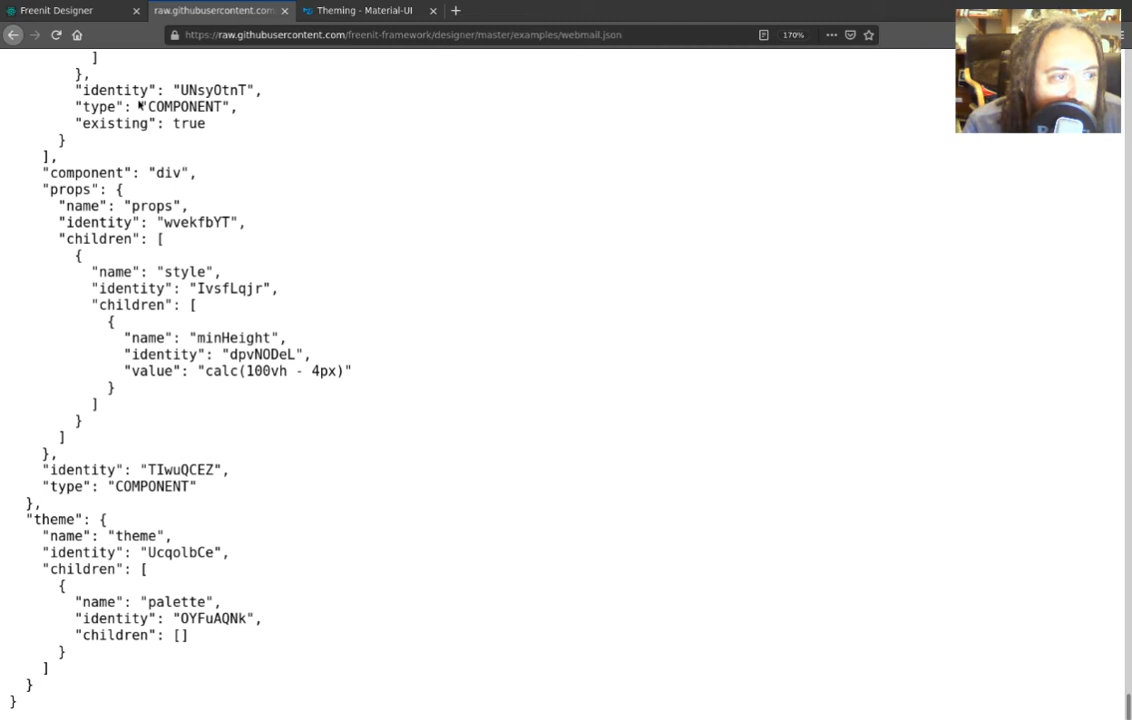 Freenit Designer
raw.githubusercontent.com
Theming - Material-UI
https://raw.githubusercontent.com/freenit-framework/designer/master/examples/webmail.json
170%
]
},
"identity": "UNsyOtnT",
"type": "COMPONENT",
"existing": true
}
],
"component": "div",
"props": {
"name": "props",
"identity": "wvekfbYT",
"children": [
{
"name": "style",
"identity": "IvsfLqjr",
"children": [
{
"name": "minHeight",
"identity": "dpvNODeL",
"value": "calc(100vh - 4px)"
}
]
}
]
},
"identity": "TIwuQCEZ",
"type": "COMPONENT"
},
"theme": {
"name": "theme",
"identity": "UcqolbCe",
"children": [
{
"name": "palette",
"identity": "OYFuAQNk",
"children": []
}
]
}
}